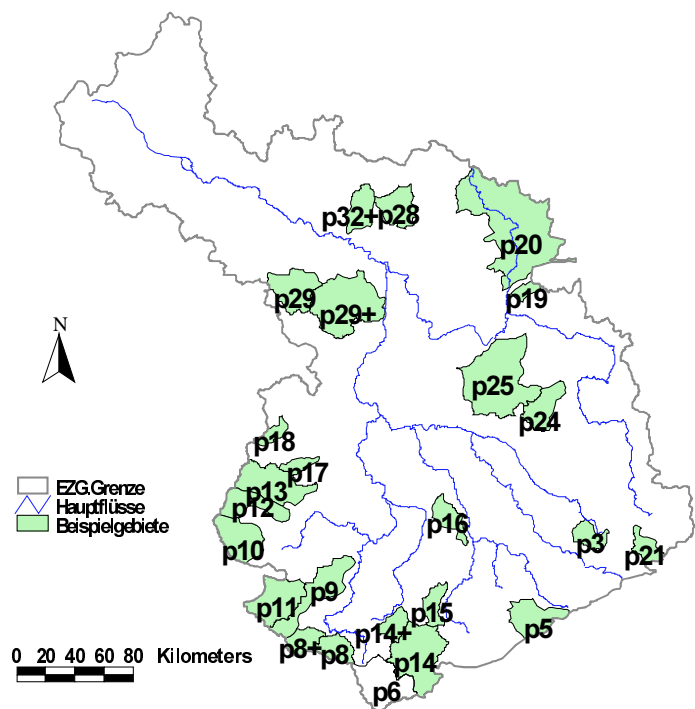 p32+ p28
p20
p19
p29
p29+
N
p25
p24
p18
p17
p13
p12
EZG.Grenze
Hauptflüsse
Beispielgebiete
p16
p10
p3
p21
p9
p11
p15
p5
p14+
p8+ p8
p14
0 20 40 60 80 Kilometers
p6